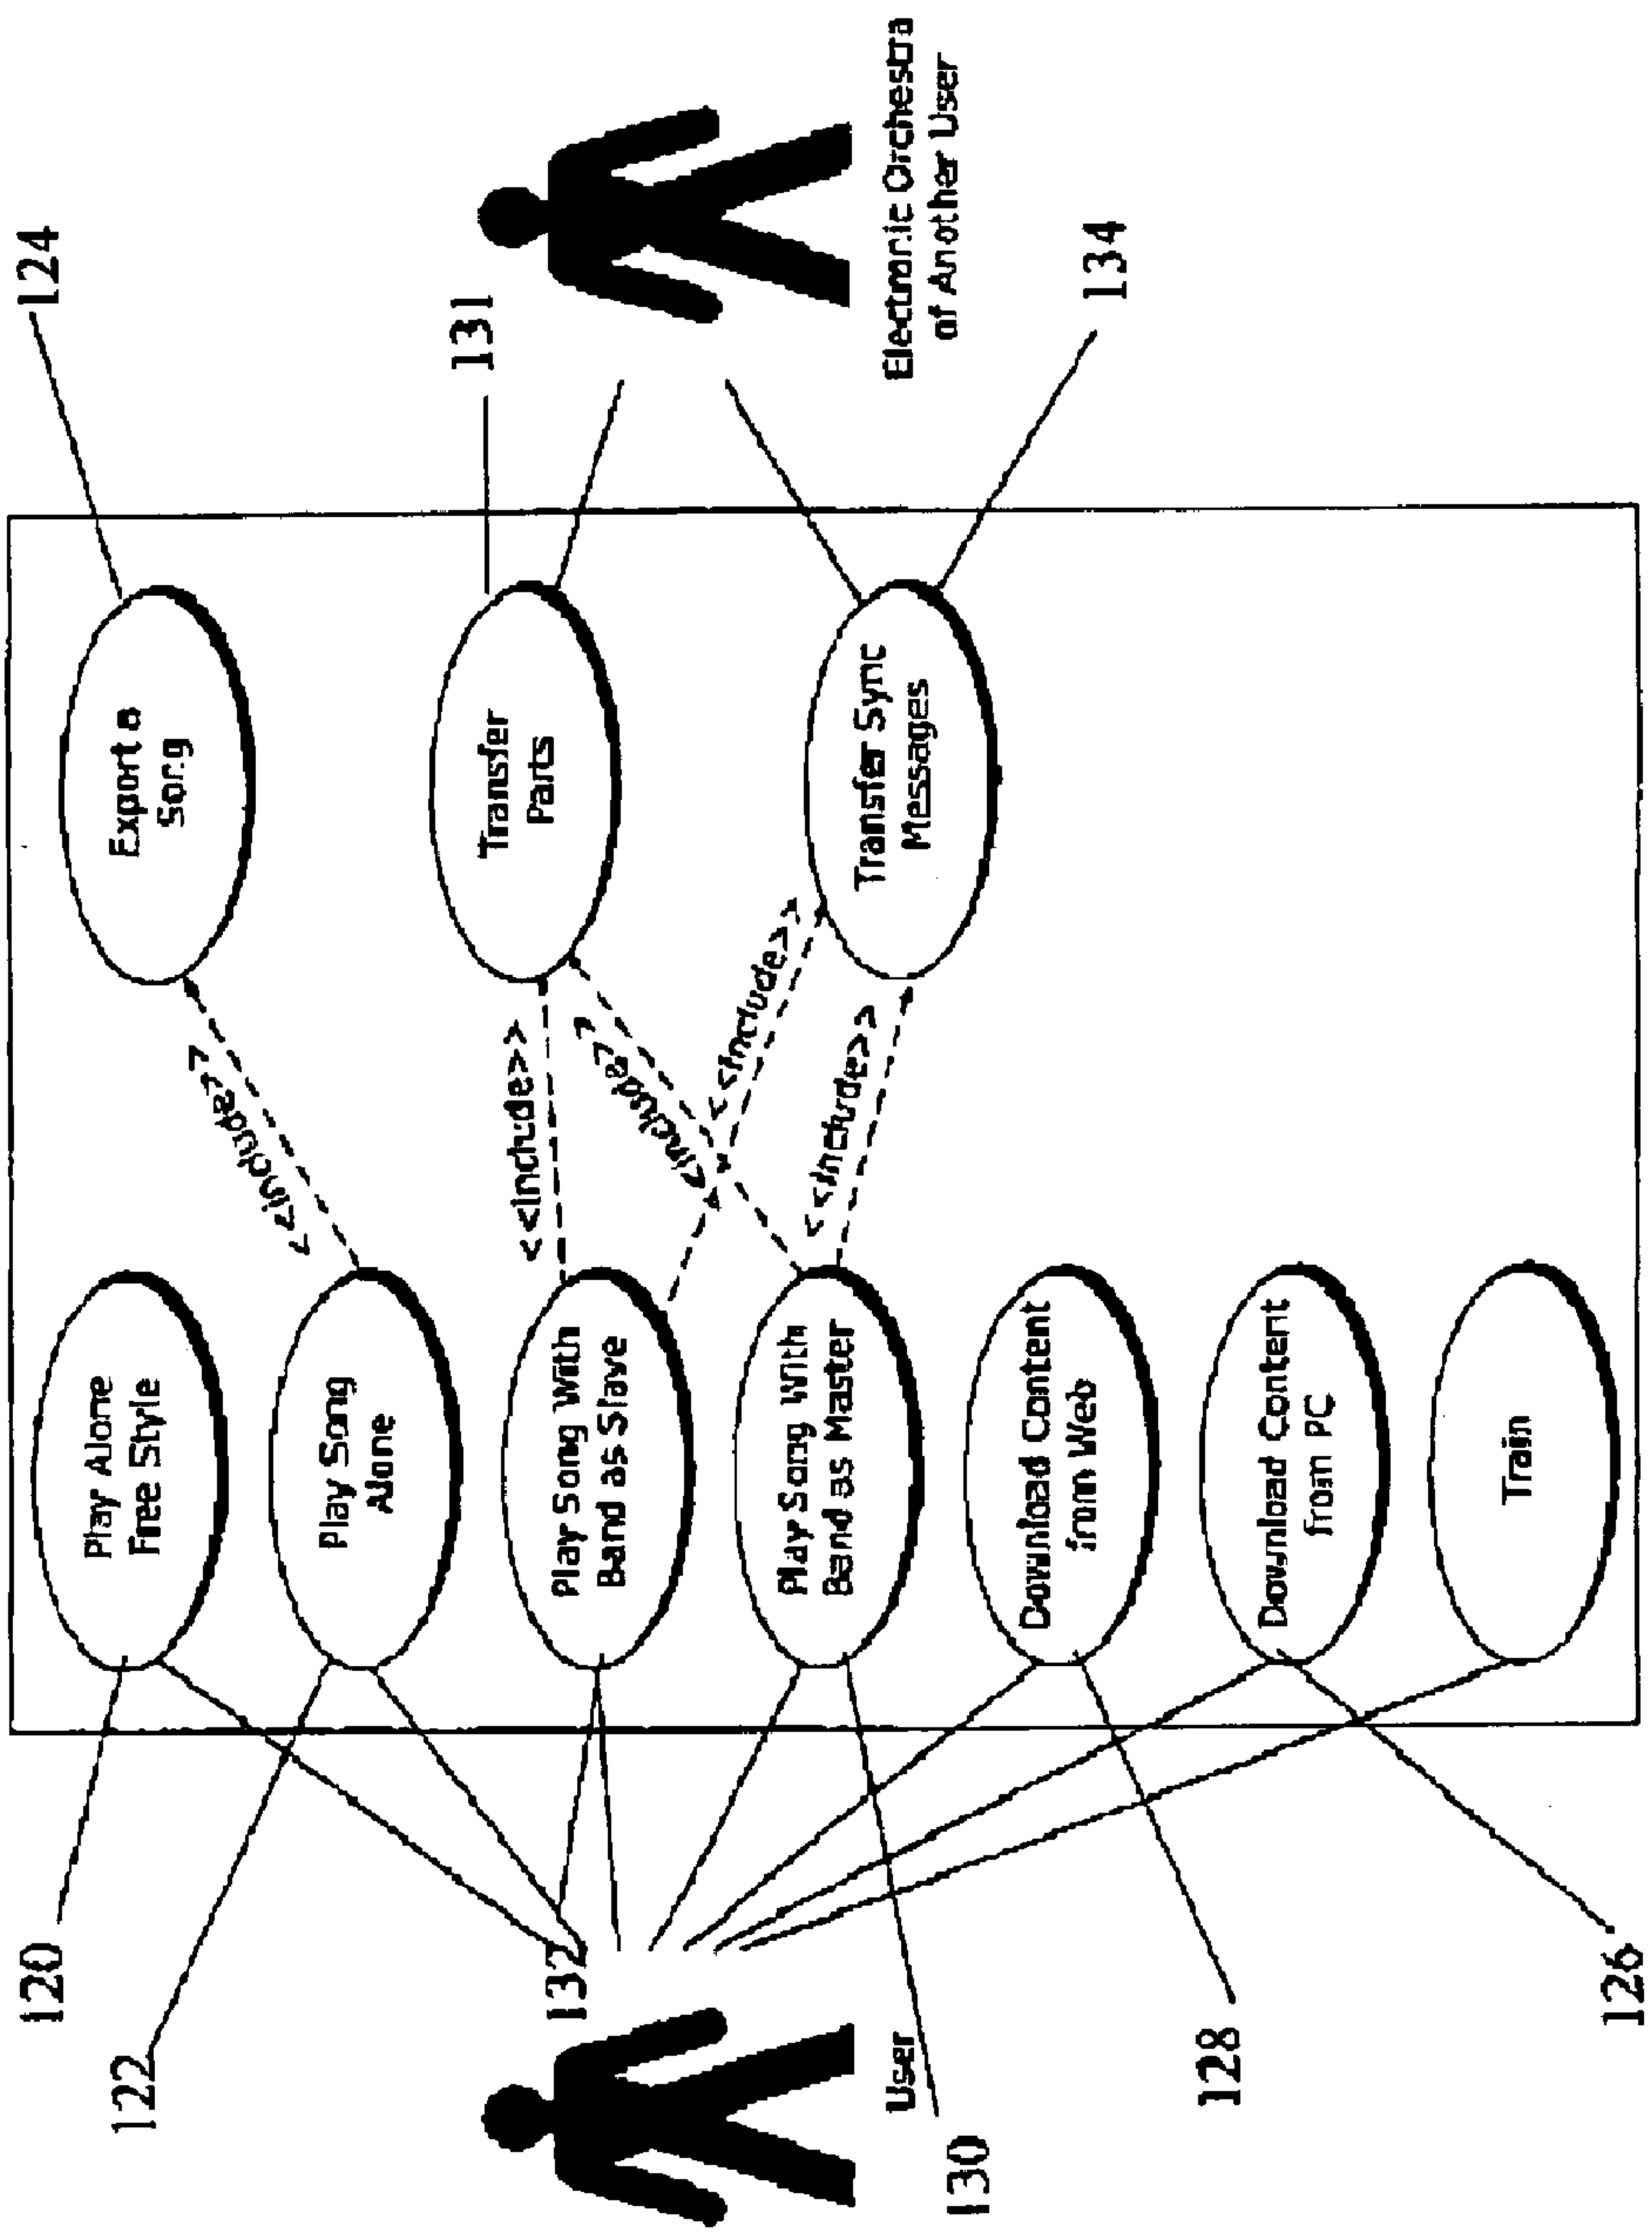 120
122
132
User
130
128
126
Play Alone
Free Style
Play Song
Alone
Play Song With
Band as Slave
Play Song With
Band as Master
Download Content
from Web
Download Content
from PC
Train
<<include>>
<<include>>
<<include>>
<<include>>
<<include>>
Export a
Song
Transfer
Parts
Transfer Sync
Messages
124
131
134
Electronic Orchestra
of Another User